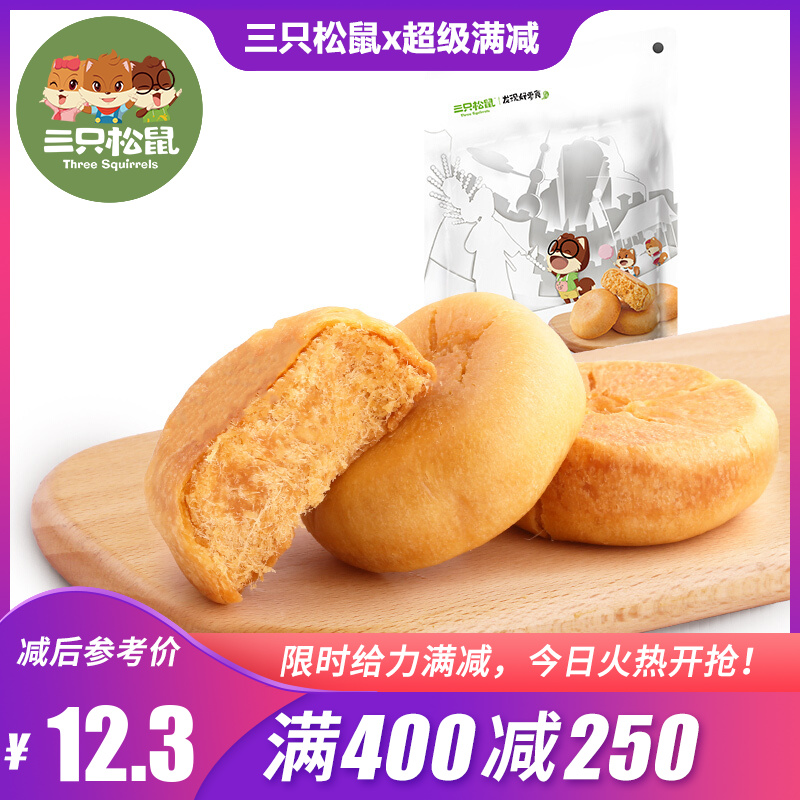 三只松鼠x超级满减
三只松鼠
Three Squirrels
三只松鼠 | 发现好零食
Three Squirrels
减后参考价
¥ 12.3
限时给力满减，今日火热开抢！
满400减250